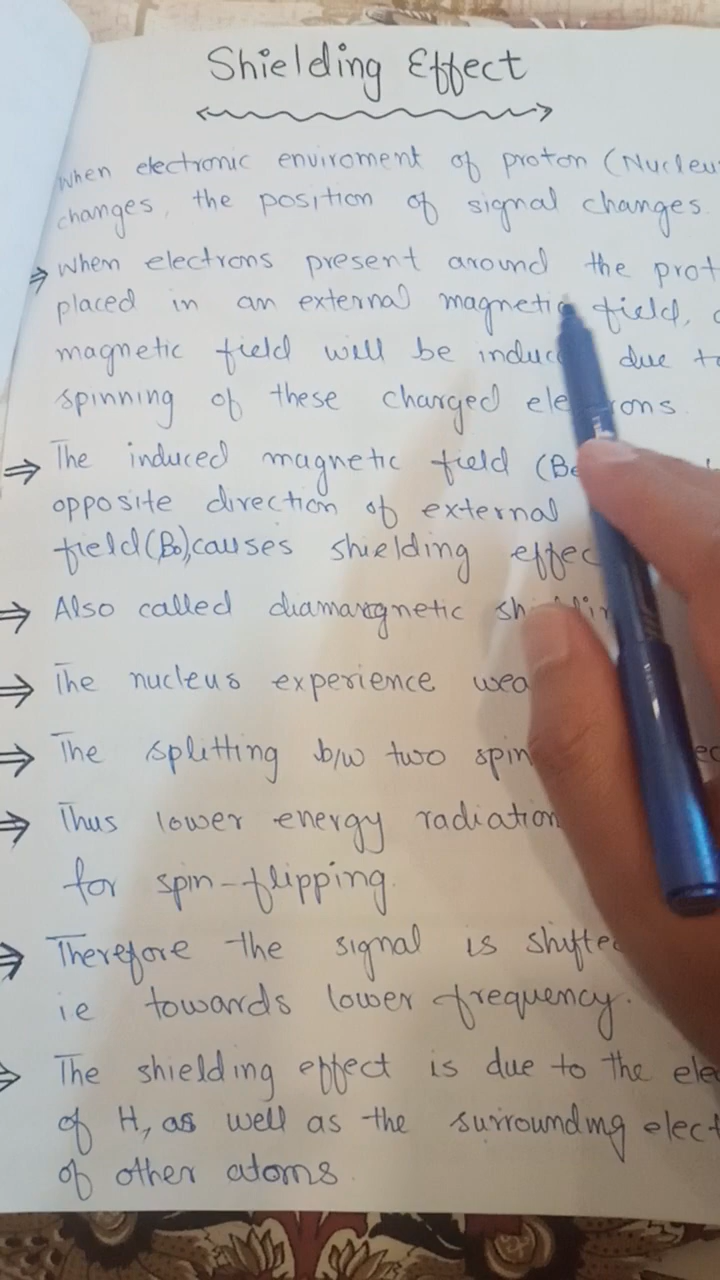 Shielding Effect
When electronic enviroment of proton (Nucleu
changes, the position of signal changes.
⇒ When electrons present around the prot
placed in an external magnetic field,
magnetic field will be induc due to
spinning of these charged ele rons.
⇒ The induced magnetic field (Be
opposite direction of external
field(B0),causes shielding effec
⇒ Also called diamagnetic sh
⇒ The nucleus experience wea
⇒ The splitting b/w two spin
⇒ Thus lower energy radiation
for spin-flipping.
⇒ Therefore the signal is shifte
ie towards lower frequency.
⇒ The shielding effect is due to the ele
of H, as well as the surrounding elect
of other atoms.